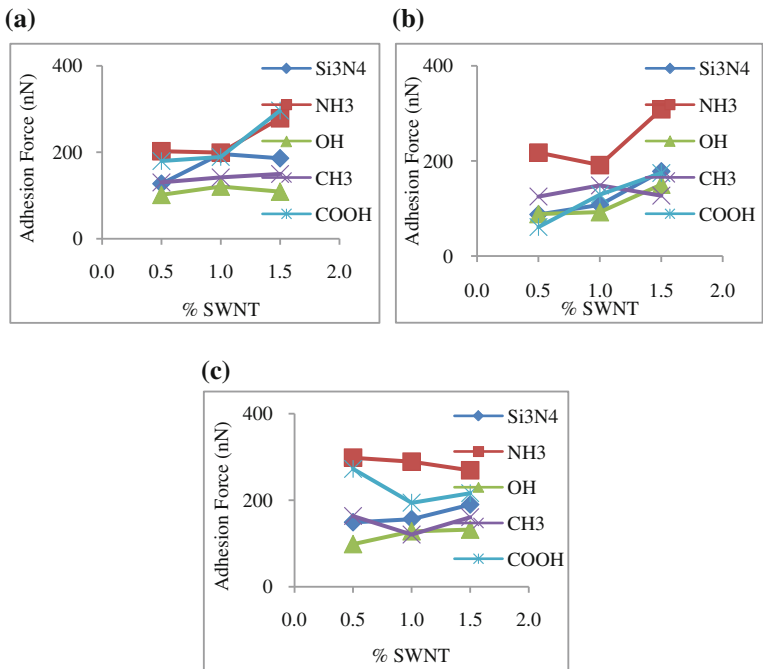 (a)
Adhesion Force (nN)
400
200
0
0.0 0.5 1.0 1.5 2.0
% SWNT
Si3N4
NH3
OH
CH3
COOH
(b)
Adhesion Force (nN)
400
200
0
0.0 0.5 1.0 1.5 2.0
% SWNT
Si3N4
NH3
OH
CH3
COOH
(c)
Adhesion Force (nN)
400
200
0
0.0 0.5 1.0 1.5 2.0
% SWNT
Si3N4
NH3
OH
CH3
COOH